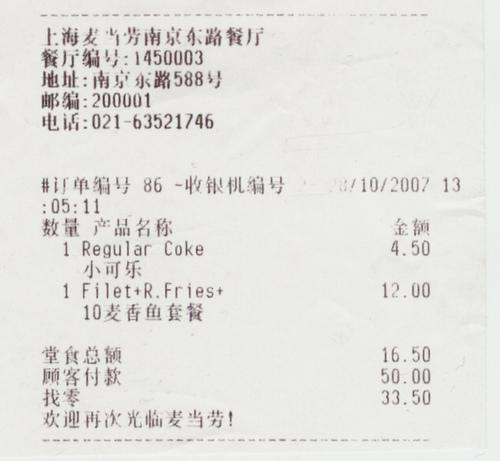 上海麦当劳南京东路餐厅
餐厅编号:1450003
地址:南京东路588号
邮编:200001
电话:021-63521746
#订单编号 86 -收银机编号 28/10/2007 13
:05:11
数量 产品名称 金额
1 Regular Coke 4.50
小可乐
1 Filet+R.Fries+ 12.00
10麦香鱼套餐
堂食总额 16.50
顾客付款 50.00
找零 33.50
欢迎再次光临麦当劳!